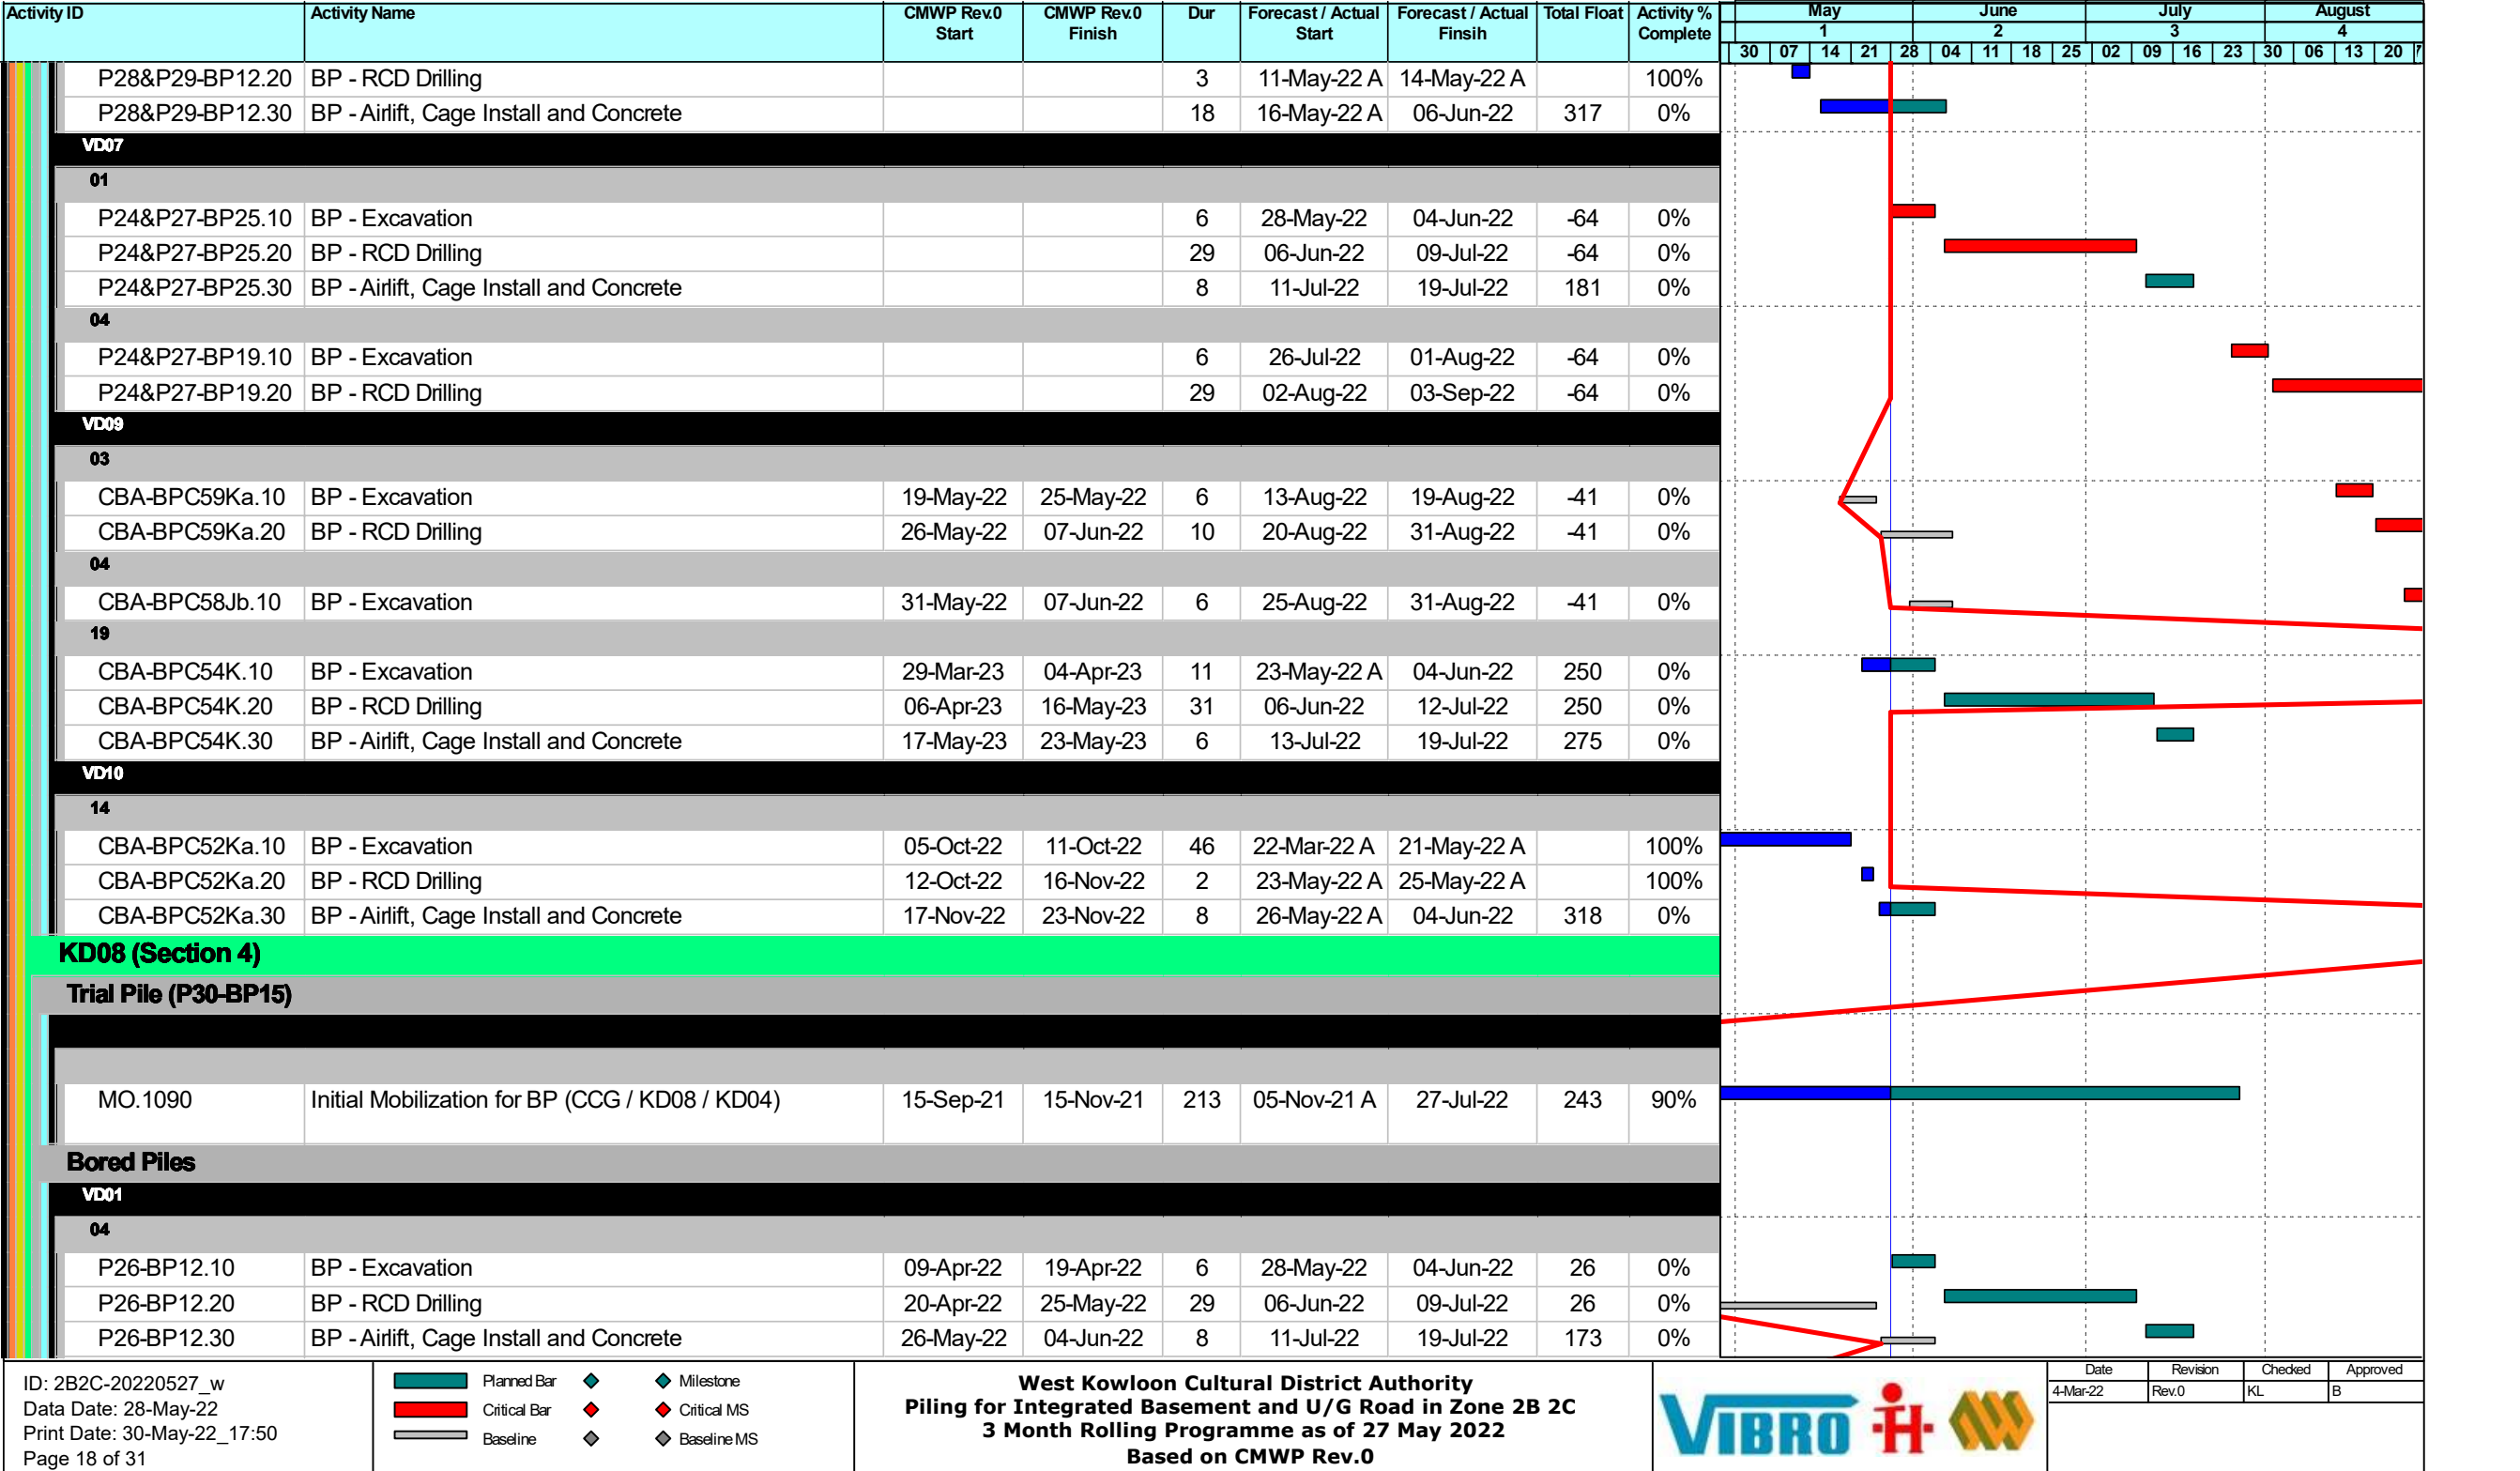 Activity ID Activity Name CMWP Rev.0 Start CMWP Rev.0 Finish Dur Forecast / Actual Start Forecast / Actual Finsih Total Float Activity % Complete
May June July August
1 2 3 4
30 07 14 21 28 04 11 18 25 02 09 16 23 30 06 13 20
P28&P29-BP12.20 BP - RCD Drilling 3 11-May-22 A 14-May-22 A 100%
P28&P29-BP12.30 BP - Airlift, Cage Install and Concrete 18 16-May-22 A 06-Jun-22 317 0%
VD07
01
P24&P27-BP25.10 BP - Excavation 6 28-May-22 04-Jun-22 -64 0%
P24&P27-BP25.20 BP - RCD Drilling 29 06-Jun-22 09-Jul-22 -64 0%
P24&P27-BP25.30 BP - Airlift, Cage Install and Concrete 8 11-Jul-22 19-Jul-22 181 0%
04
P24&P27-BP19.10 BP - Excavation 6 26-Jul-22 01-Aug-22 -64 0%
P24&P27-BP19.20 BP - RCD Drilling 29 02-Aug-22 03-Sep-22 -64 0%
VD09
03
CBA-BPC59Ka.10 BP - Excavation 19-May-22 25-May-22 6 13-Aug-22 19-Aug-22 -41 0%
CBA-BPC59Ka.20 BP - RCD Drilling 26-May-22 07-Jun-22 10 20-Aug-22 31-Aug-22 -41 0%
04
CBA-BPC58Jb.10 BP - Excavation 31-May-22 07-Jun-22 6 25-Aug-22 31-Aug-22 -41 0%
19
CBA-BPC54K.10 BP - Excavation 29-Mar-23 04-Apr-23 11 23-May-22 A 04-Jun-22 250 0%
CBA-BPC54K.20 BP - RCD Drilling 06-Apr-23 16-May-23 31 06-Jun-22 12-Jul-22 250 0%
CBA-BPC54K.30 BP - Airlift, Cage Install and Concrete 17-May-23 23-May-23 6 13-Jul-22 19-Jul-22 275 0%
VD10
14
CBA-BPC52Ka.10 BP - Excavation 05-Oct-22 11-Oct-22 46 22-Mar-22 A 21-May-22 A 100%
CBA-BPC52Ka.20 BP - RCD Drilling 12-Oct-22 16-Nov-22 2 23-May-22 A 25-May-22 A 100%
CBA-BPC52Ka.30 BP - Airlift, Cage Install and Concrete 17-Nov-22 23-Nov-22 8 26-May-22 A 04-Jun-22 318 0%
KD08 (Section 4)
Trial Pile (P30-BP15)
MO.1090 Initial Mobilization for BP (CCG / KD08 / KD04) 15-Sep-21 15-Nov-21 213 05-Nov-21 A 27-Jul-22 243 90%
Bored Piles
VD01
04
P26-BP12.10 BP - Excavation 09-Apr-22 19-Apr-22 6 28-May-22 04-Jun-22 26 0%
P26-BP12.20 BP - RCD Drilling 20-Apr-22 25-May-22 29 06-Jun-22 09-Jul-22 26 0%
P26-BP12.30 BP - Airlift, Cage Install and Concrete 26-May-22 04-Jun-22 8 11-Jul-22 19-Jul-22 173 0%
ID: 2B2C-20220527_w
Data Date: 28-May-22
Print Date: 30-May-22_17:50
Page 18 of 31
Planned Bar Milestone
Critical Bar Critical MS
Baseline Baseline MS
West Kowloon Cultural District Authority
Piling for Integrated Basement and U/G Road in Zone 2B 2C
3 Month Rolling Programme as of 27 May 2022
Based on CMWP Rev.0
VIBRO
Date Revision Checked Approved
4-Mar-22 Rev.0 KL B